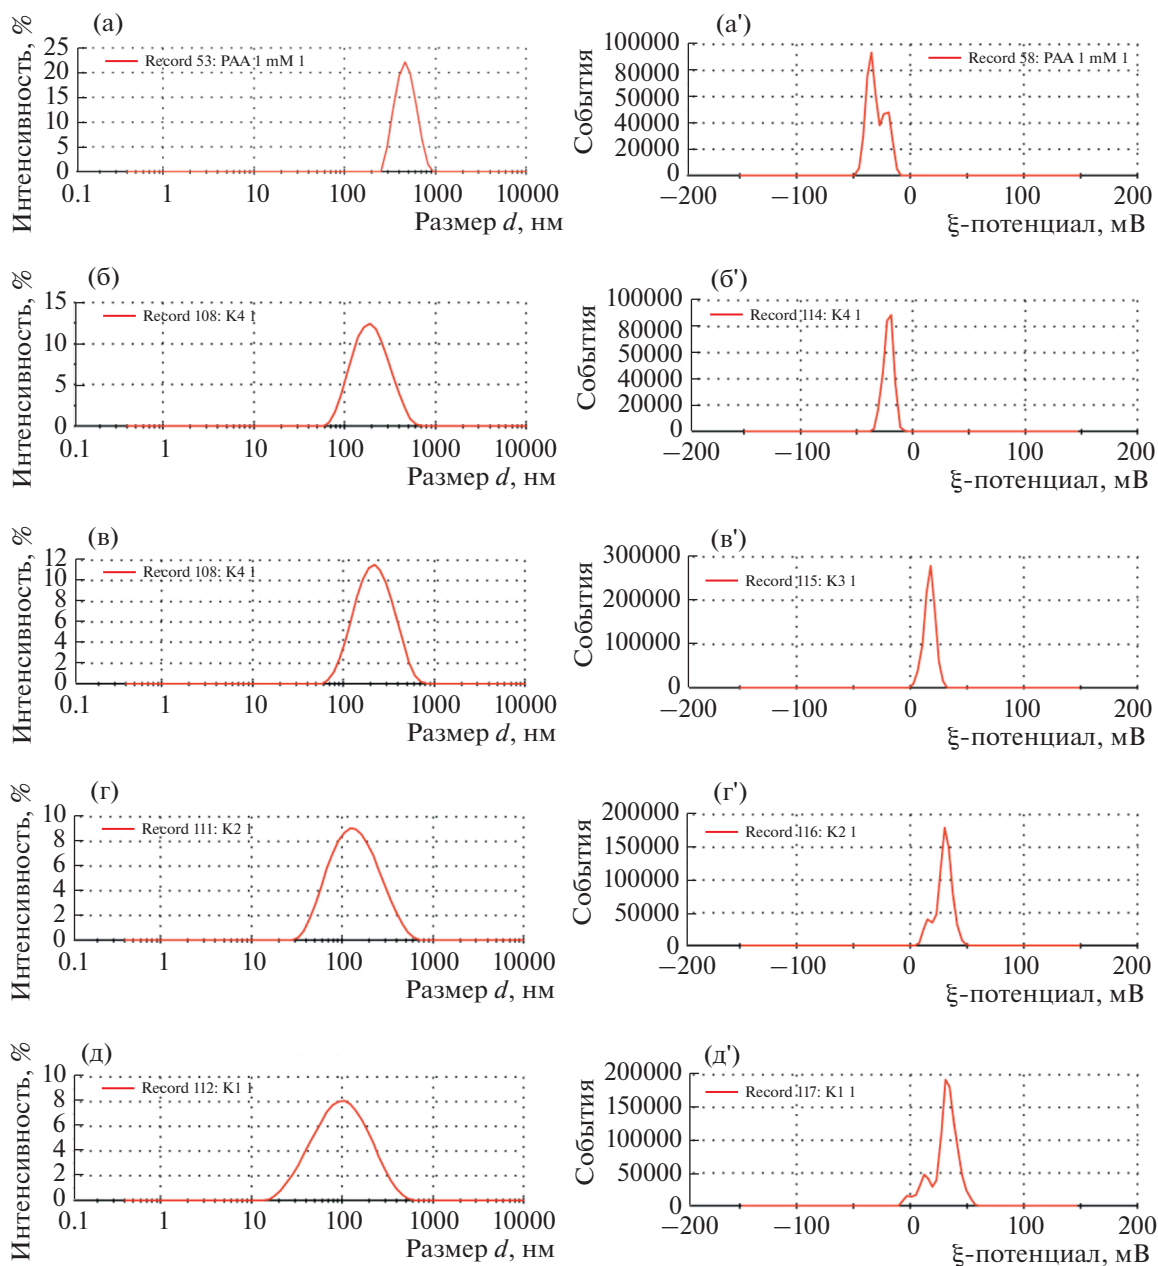 (а)
Интенсивность, %
25
20
15
10
5
0
Record 53: PAA 1 mM 1
0.1 1 10 100 1000 10000
Размер d, нм
(а')
События
100000
80000
60000
40000
20000
0
Record 58: PAA 1 mM 1
−200 −100 0 100 200
ξ-потенциал, мВ
(б)
Интенсивность, %
15
10
5
0
Record 108: K4 1
0.1 1 10 100 1000 10000
Размер d, нм
(б')
События
100000
80000
60000
40000
20000
0
Record 114: K4 1
−200 −100 0 100 200
ξ-потенциал, мВ
(в)
Интенсивность, %
12
10
8
6
4
2
0
Record 108: K4 1
0.1 1 10 100 1000 10000
Размер d, нм
(в')
События
300000
200000
100000
0
Record 115: K3 1
−200 −100 0 100 200
ξ-потенциал, мВ
(г)
Интенсивность, %
10
8
6
4
2
0
Record 111: K2 1
0.1 1 10 100 1000 10000
Размер d, нм
(г')
События
200000
150000
100000
50000
0
Record 116: K2 1
−200 −100 0 100 200
ξ-потенциал, мВ
(д)
Интенсивность, %
10
8
6
4
2
0
Record 112: K1 1
0.1 1 10 100 1000 10000
Размер d, нм
(д')
События
200000
150000
100000
50000
0
Record 117: K1 1
−200 −100 0 100 200
ξ-потенциал, мВ